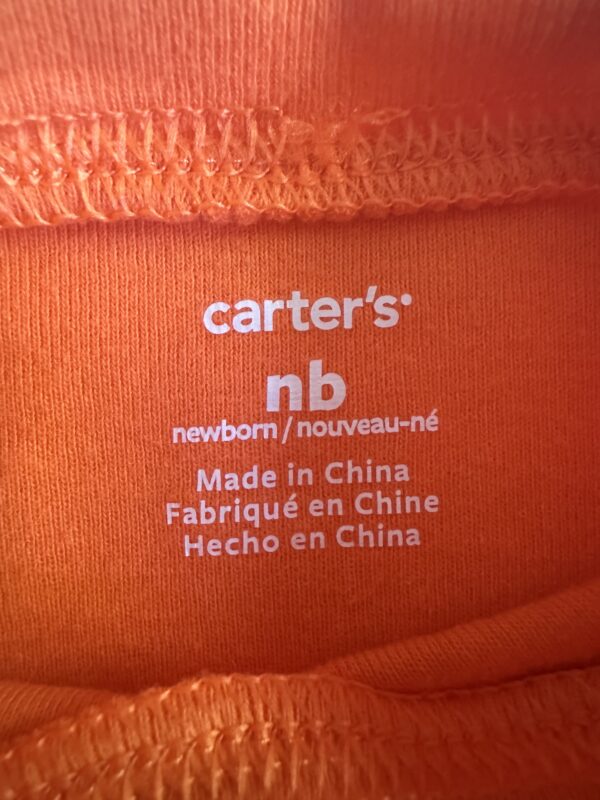 carter's
nb
newborn / nouveau-né
Made in China
Fabriqué en Chine
Hecho en China